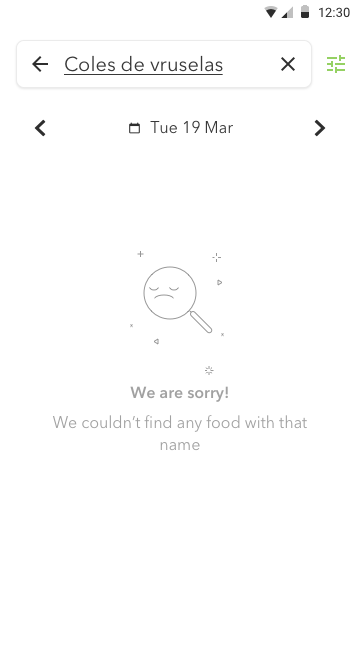 12:30
Coles de vruselas
Tue 19 Mar
We are sorry!
We couldn't find any food with that
name